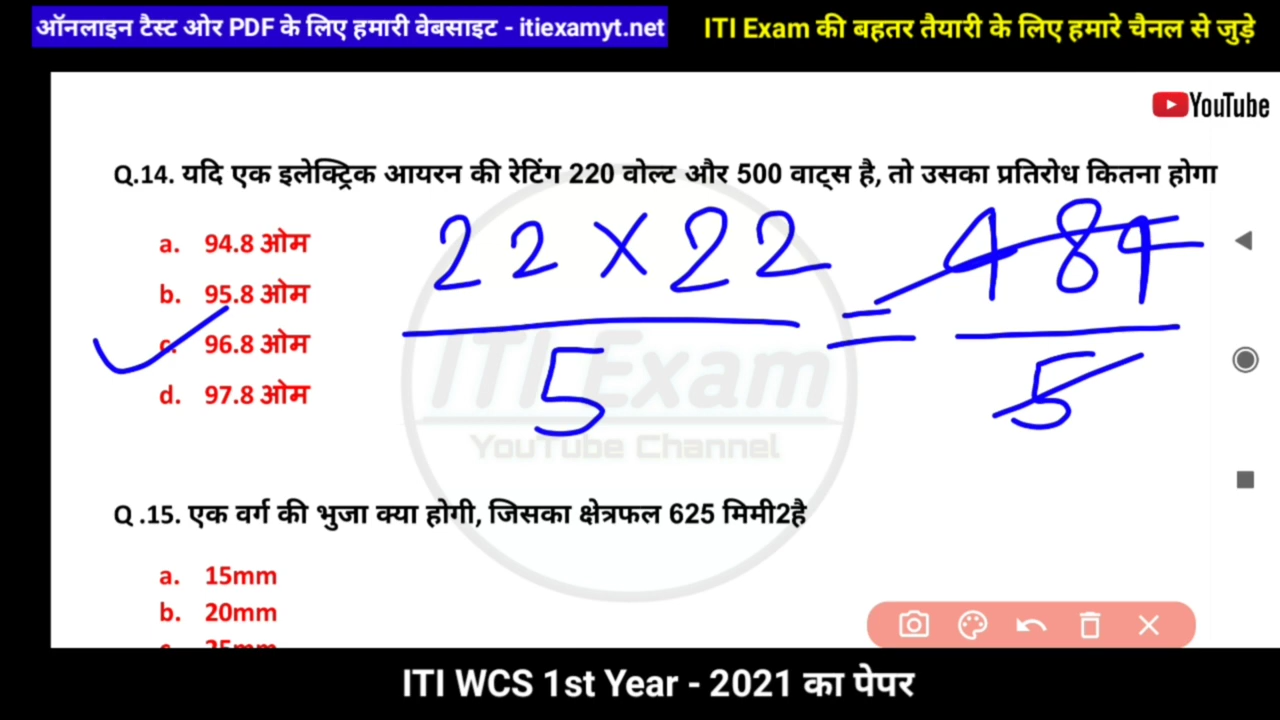 ऑनलाइन टैस्ट ओर PDF के लिए हमारी वेबसाइट - itiexamyt.net
ITI Exam की बहतर तैयारी के लिए हमारे चैनल से जुड़े
YouTube
Q.14. यदि एक इलेक्ट्रिक आयरन की रेटिंग 220 वोल्ट और 500 वाट्स है, तो उसका प्रतिरोध कितना होगा
a. 94.8 ओम
b. 95.8 ओम
c. 96.8 ओम
d. 97.8 ओम
22 × 22 = 484
5 5
ITI Exam
YouTube Channel
Q .15. एक वर्ग की भुजा क्या होगी, जिसका क्षेत्रफल 625 मिमी2है
a. 15mm
b. 20mm
c. 25mm
ITI WCS 1st Year - 2021 का पेपर